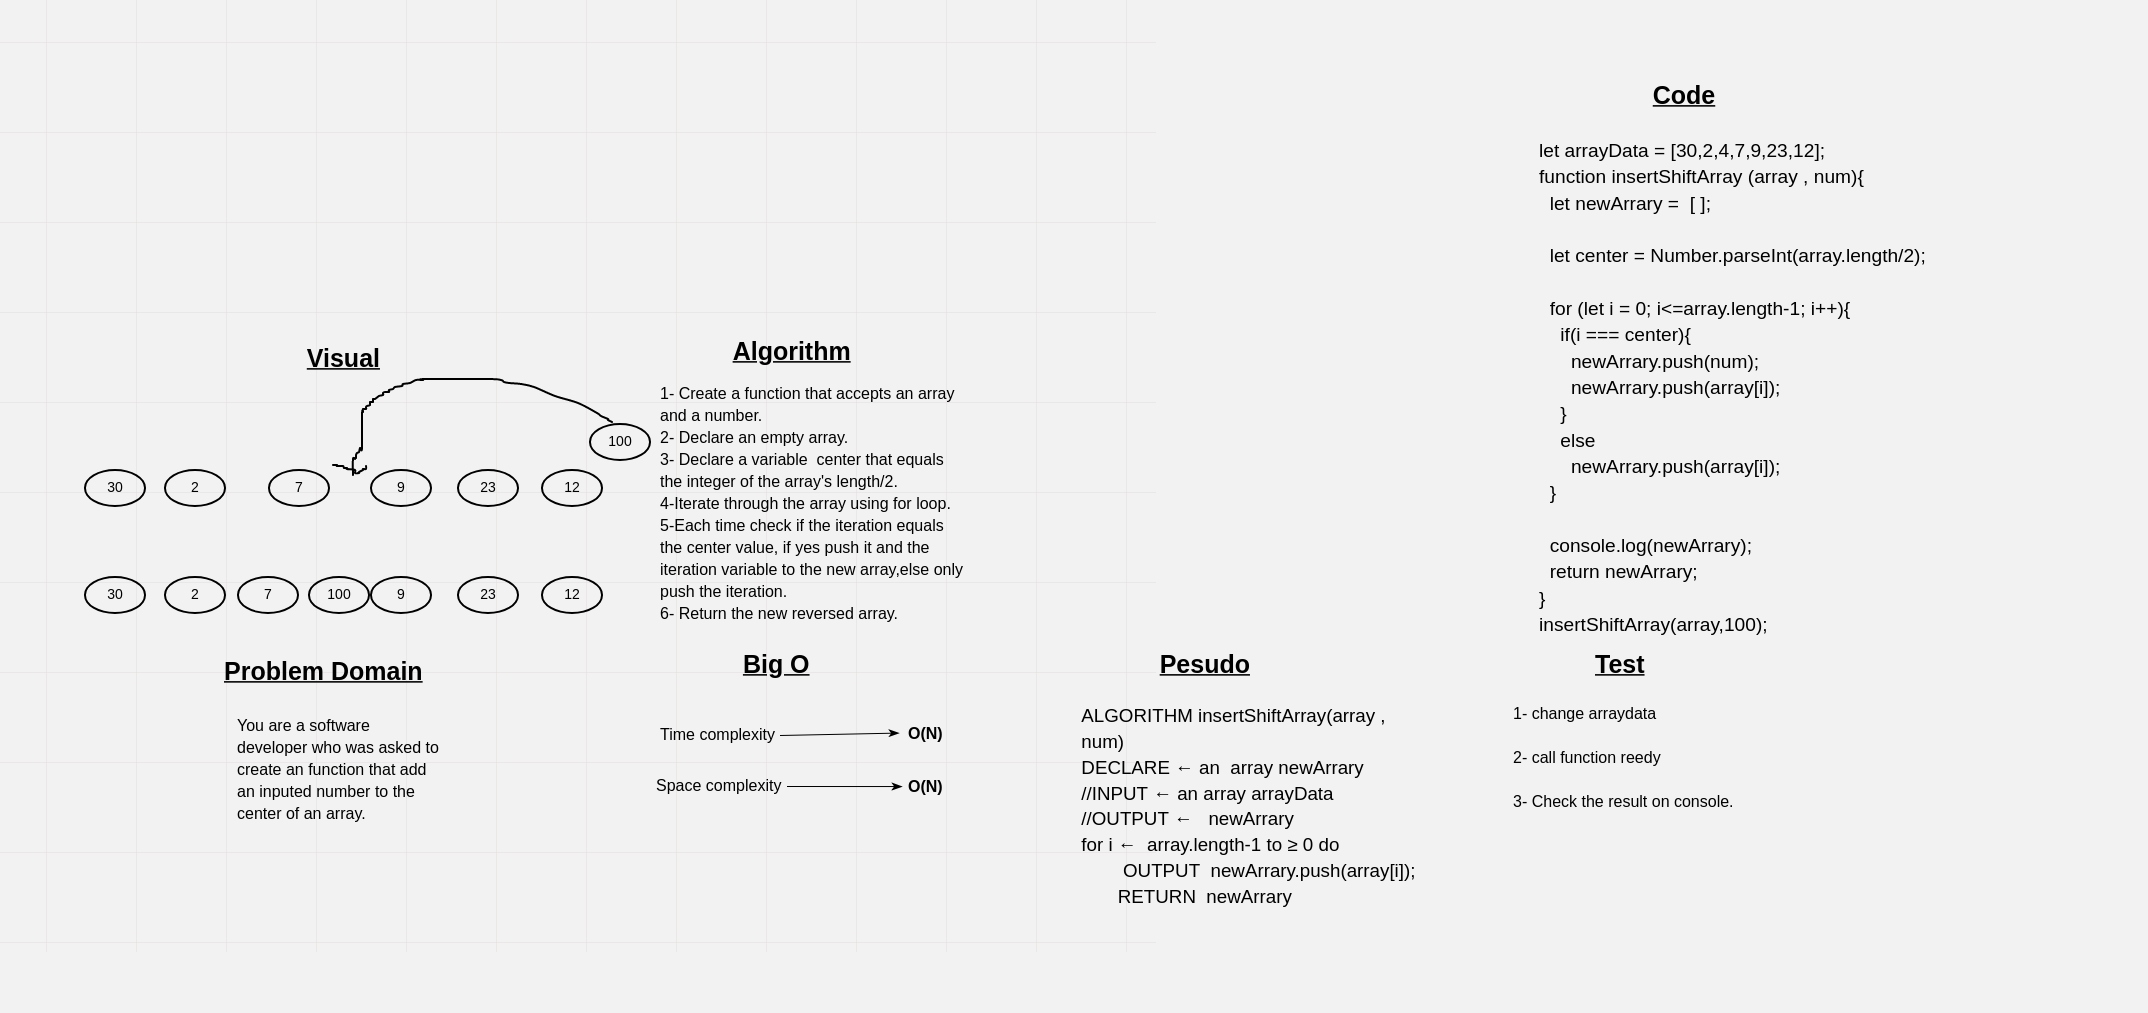 Visual
100
30 2 7 9 23 12
30 2 7 100 9 23 12
Algorithm
1- Create a function that accepts an array
and a number.
2- Declare an empty array.
3- Declare a variable  center that equals
the integer of the array's length/2.
4-Iterate through the array using for loop.
5-Each time check if the iteration equals
the center value, if yes push it and the
iteration variable to the new array,else only
push the iteration.
6- Return the new reversed array.
Code
let arrayData = [30,2,4,7,9,23,12];
function insertShiftArray (array , num){
let newArrary =  [ ];
let center = Number.parseInt(array.length/2);
for (let i = 0; i<=array.length-1; i++){
if(i === center){
newArrary.push(num);
newArrary.push(array[i]);
}
else
newArrary.push(array[i]);
}
console.log(newArrary);
return newArrary;
}
insertShiftArray(array,100);
Problem Domain
You are a software
developer who was asked to
create an function that add
an inputed number to the
center of an array.
Big O
Time complexity O(N)
Space complexity O(N)
Pesudo
ALGORITHM insertShiftArray(array ,
num)
DECLARE ← an  array newArrary
//INPUT ← an array arrayData
//OUTPUT ←   newArrary
for i ←  array.length-1 to ≥ 0 do
OUTPUT  newArrary.push(array[i]);
RETURN  newArrary
Test
1- change arraydata
2- call function reedy
3- Check the result on console.